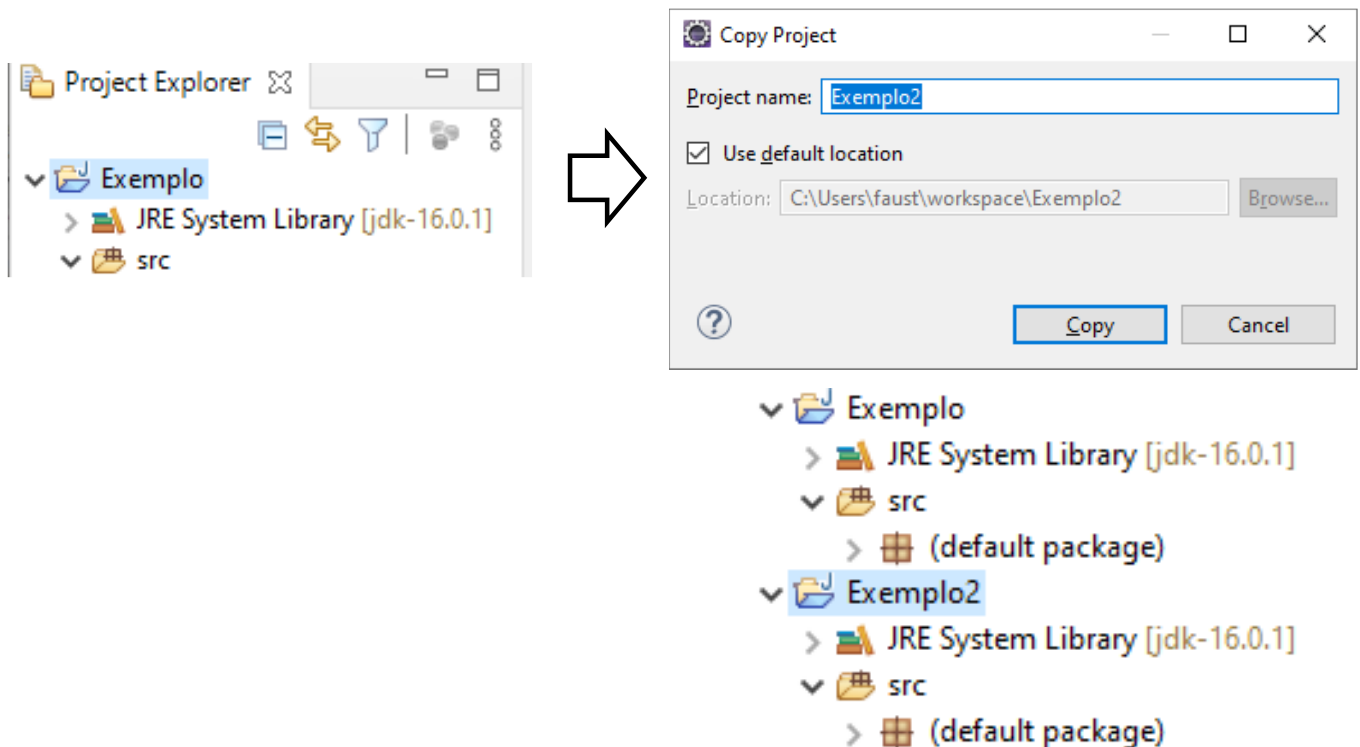 Project Explorer
Exemplo
JRE System Library [jdk-16.0.1]
src
Copy Project
Project name: Exemplo2
Use default location
Location: C:\Users\faust\workspace\Exemplo2 Browse...
Copy Cancel
Exemplo
JRE System Library [jdk-16.0.1]
src
(default package)
Exemplo2
JRE System Library [jdk-16.0.1]
src
(default package)